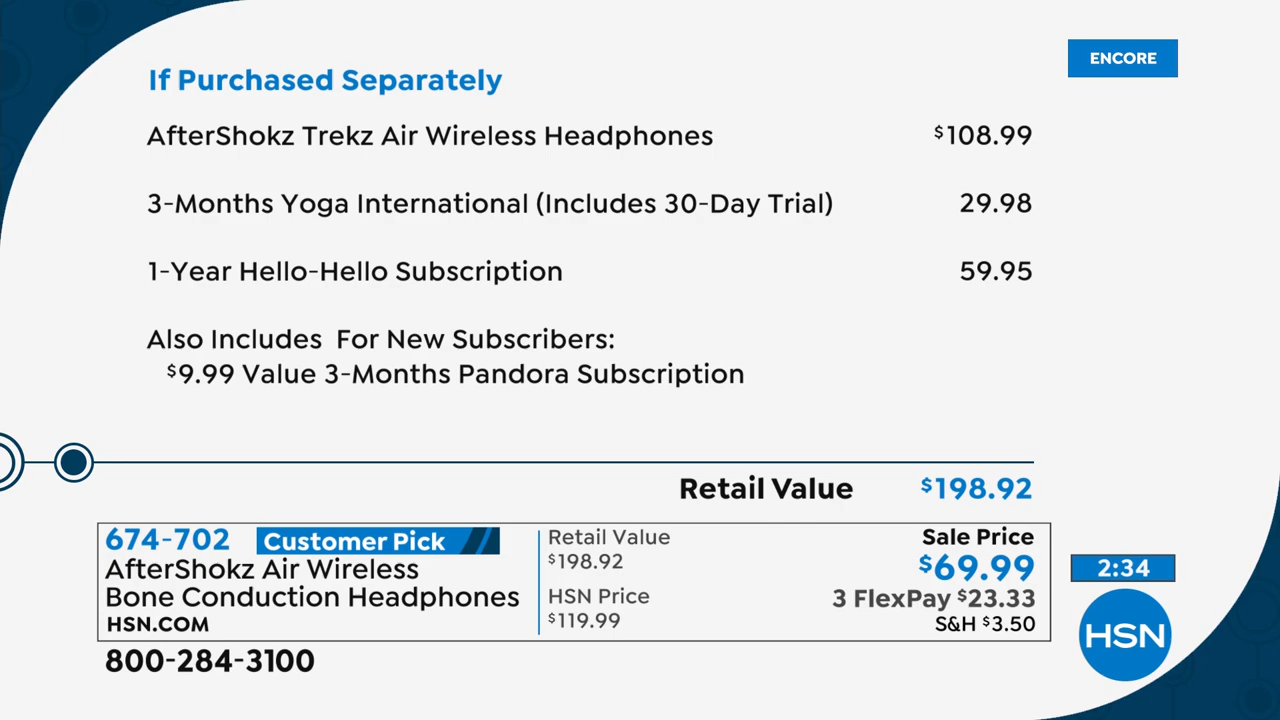 If Purchased Separately
ENCORE
AfterShokz Trekz Air Wireless Headphones $108.99
3-Months Yoga International (Includes 30-Day Trial) 29.98
1-Year Hello-Hello Subscription 59.95
Also Includes For New Subscribers:
$9.99 Value 3-Months Pandora Subscription
Retail Value $198.92
674-702 Customer Pick
AfterShokz Air Wireless
Bone Conduction Headphones
HSN.COM
Retail Value
$198.92
HSN Price
$119.99
Sale Price
$69.99
3 FlexPay $23.33
S&H $3.50
2:34
HSN
800-284-3100